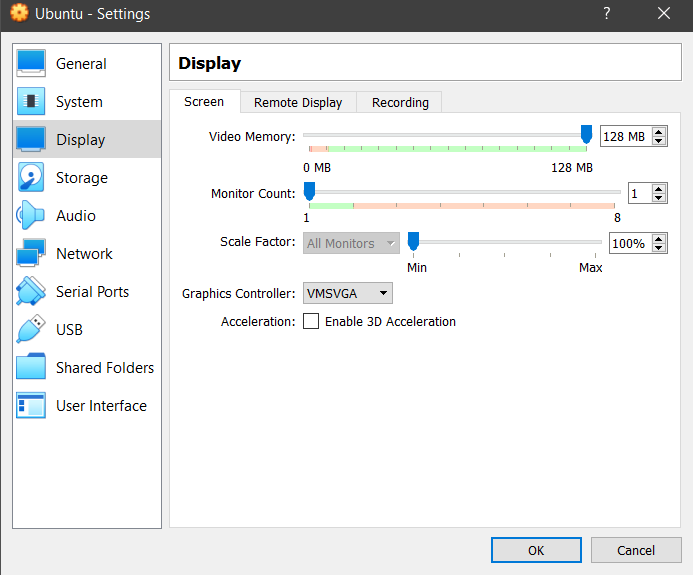 Ubuntu - Settings
?
General
System
Display
Storage
Audio
Network
Serial Ports
USB
Shared Folders
User Interface
Display
Screen
Remote Display
Recording
Video Memory:
128 MB
0 MB
128 MB
Monitor Count:
1
1
8
Scale Factor:
All Monitors
100%
Min
Max
Graphics Controller:
VMSVGA
Acceleration:
Enable 3D Acceleration
OK
Cancel